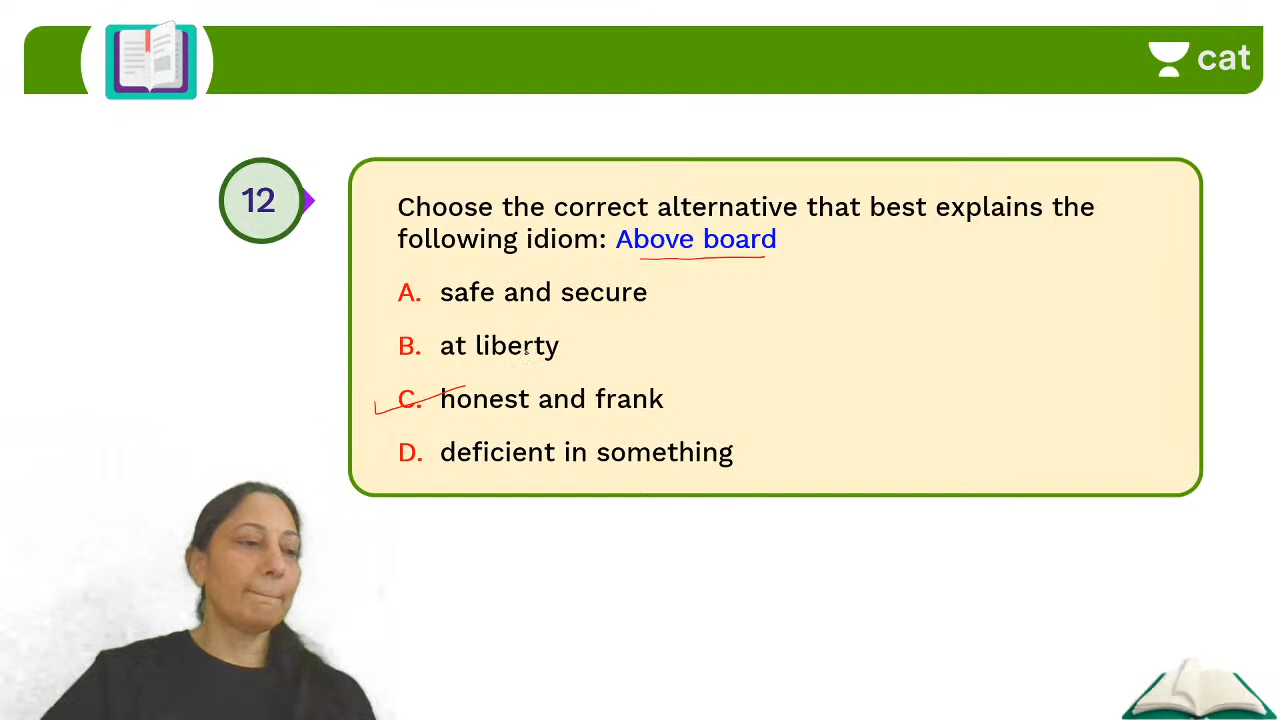 cat
12
Choose the correct alternative that best explains the
following idiom: Above board
A. safe and secure
B. at liberty
C. honest and frank
D. deficient in something